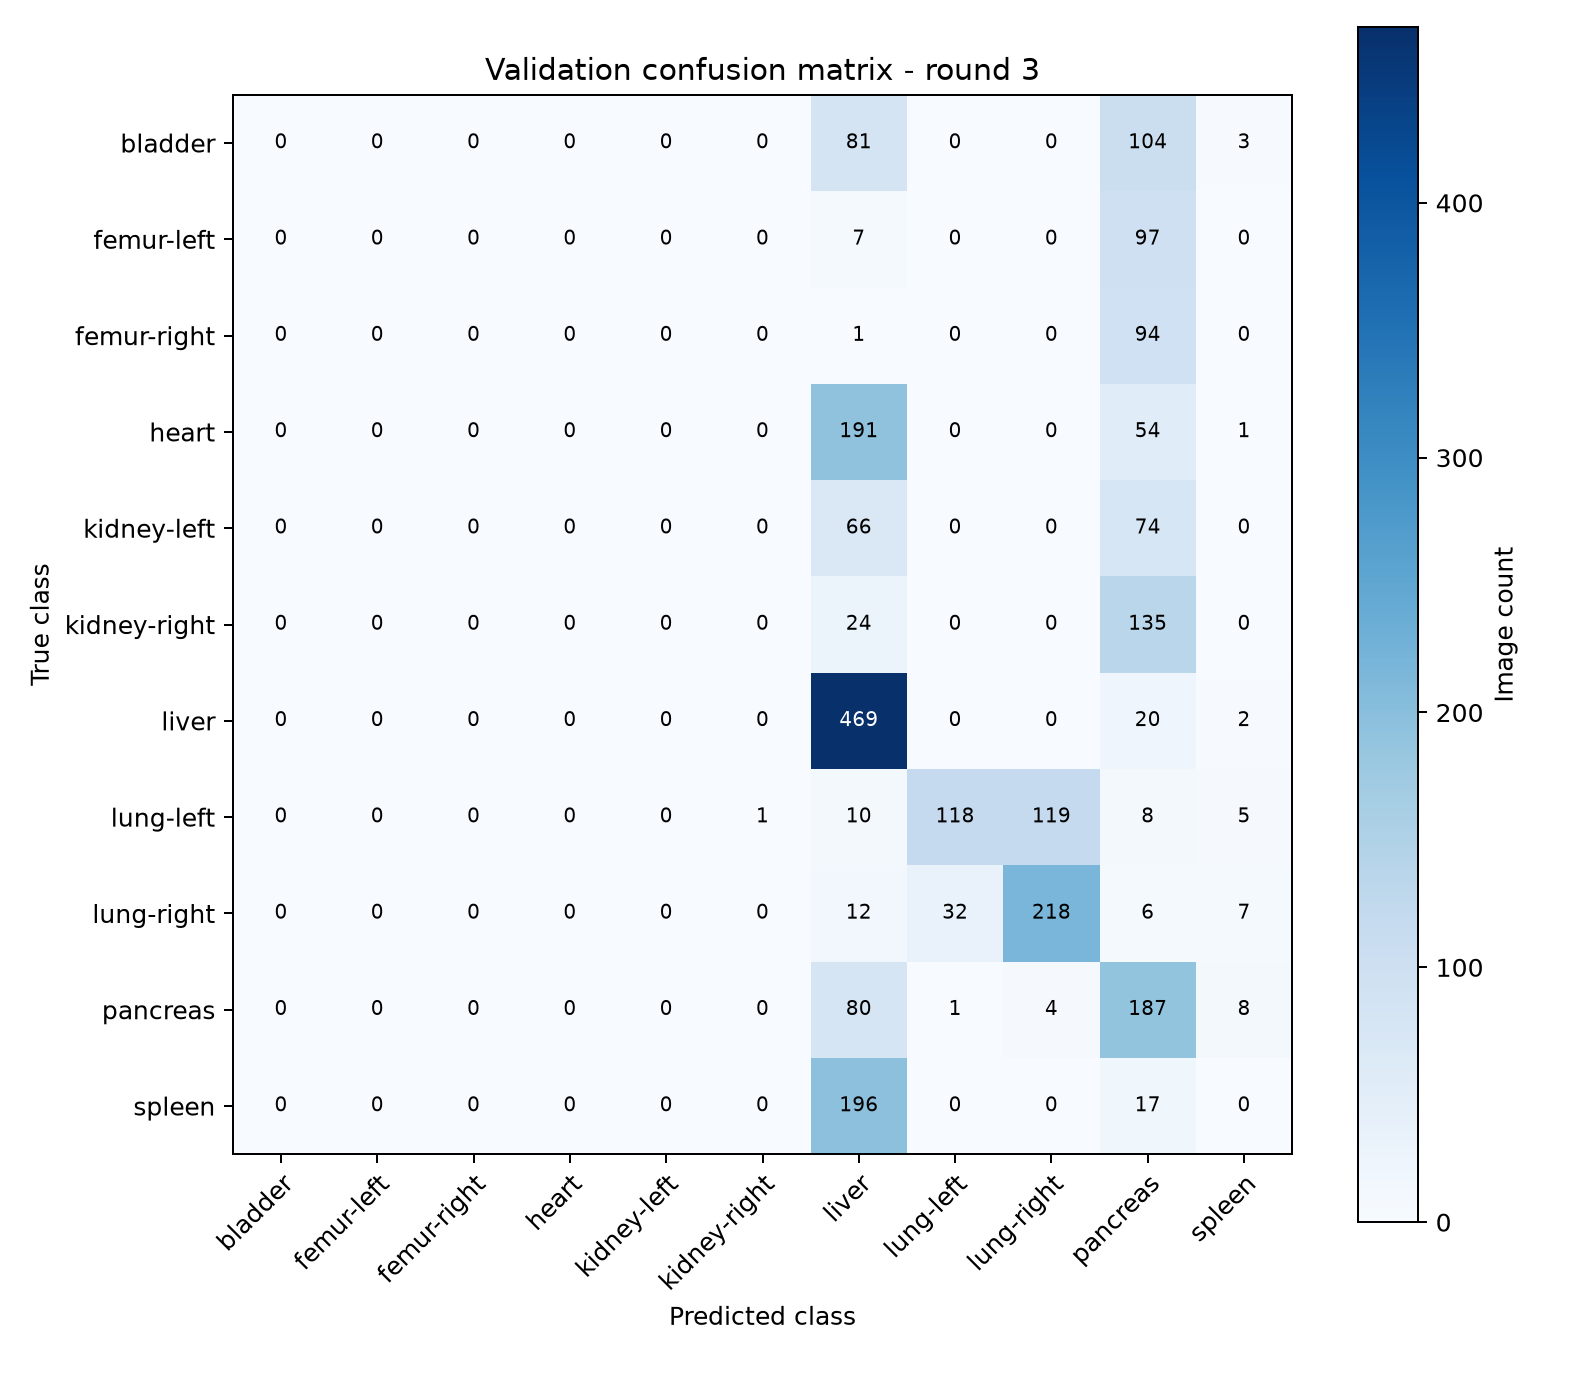 Validation confusion matrix - round 3
True class
bladder 0 0 0 0 0 0 81 0 0 104 3
femur-left 0 0 0 0 0 0 7 0 0 97 0
femur-right 0 0 0 0 0 0 1 0 0 94 0
heart 0 0 0 0 0 0 191 0 0 54 1
kidney-left 0 0 0 0 0 0 66 0 0 74 0
kidney-right 0 0 0 0 0 0 24 0 0 135 0
liver 0 0 0 0 0 0 469 0 0 20 2
lung-left 0 0 0 0 0 1 10 118 119 8 5
lung-right 0 0 0 0 0 0 12 32 218 6 7
pancreas 0 0 0 0 0 0 80 1 4 187 8
spleen 0 0 0 0 0 0 196 0 0 17 0
bladder femur-left femur-right heart kidney-left kidney-right liver lung-left lung-right pancreas spleen
Predicted class
400
300
200
100
0
Image count